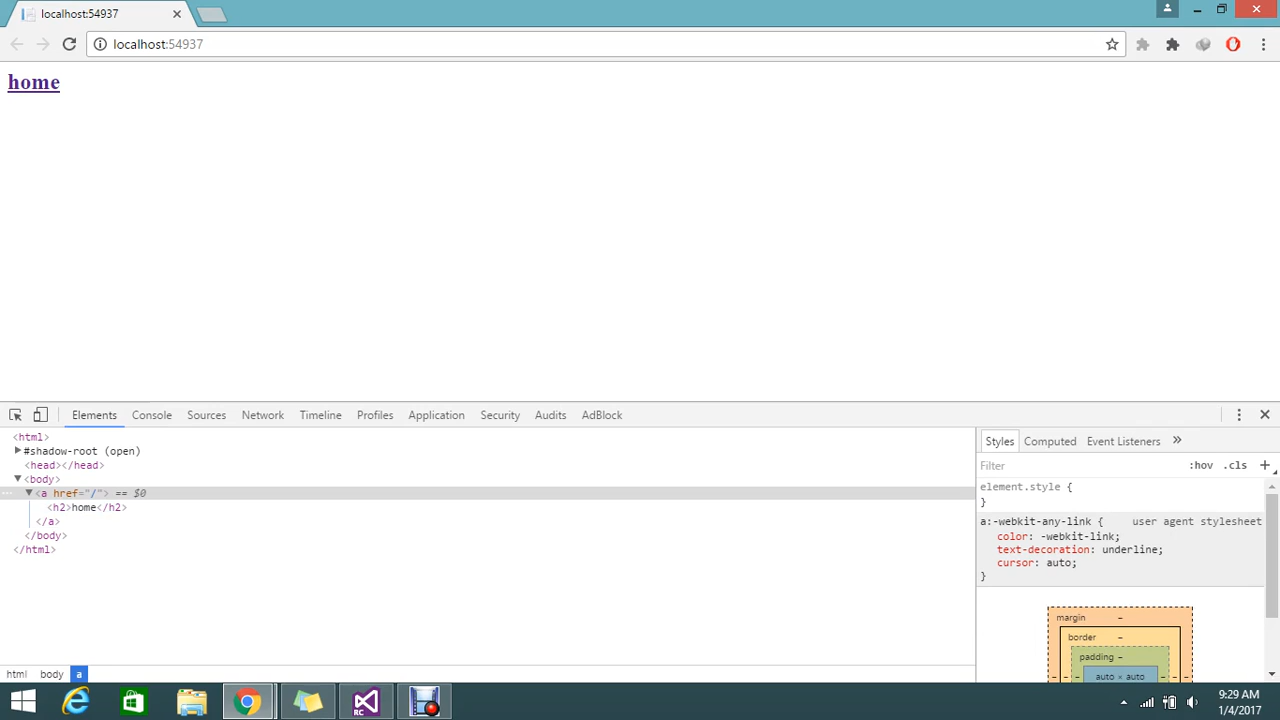 localhost:54937
localhost:54937
home
Elements Console Sources Network Timeline Profiles Application Security Audits AdBlock
<html>
#shadow-root (open)
<head></head>
<body>
<a href="/"> == $0
<h2>home</h2>
</a>
</body>
</html>
html body a
Styles Computed Event Listeners »
Filter :hov .cls +
element.style {
}
a:-webkit-any-link { user agent stylesheet
color: -webkit-link;
text-decoration: underline;
cursor: auto;
}
margin –
border –
padding –
– – auto × auto – –
RC
9:29 AM
1/4/2017